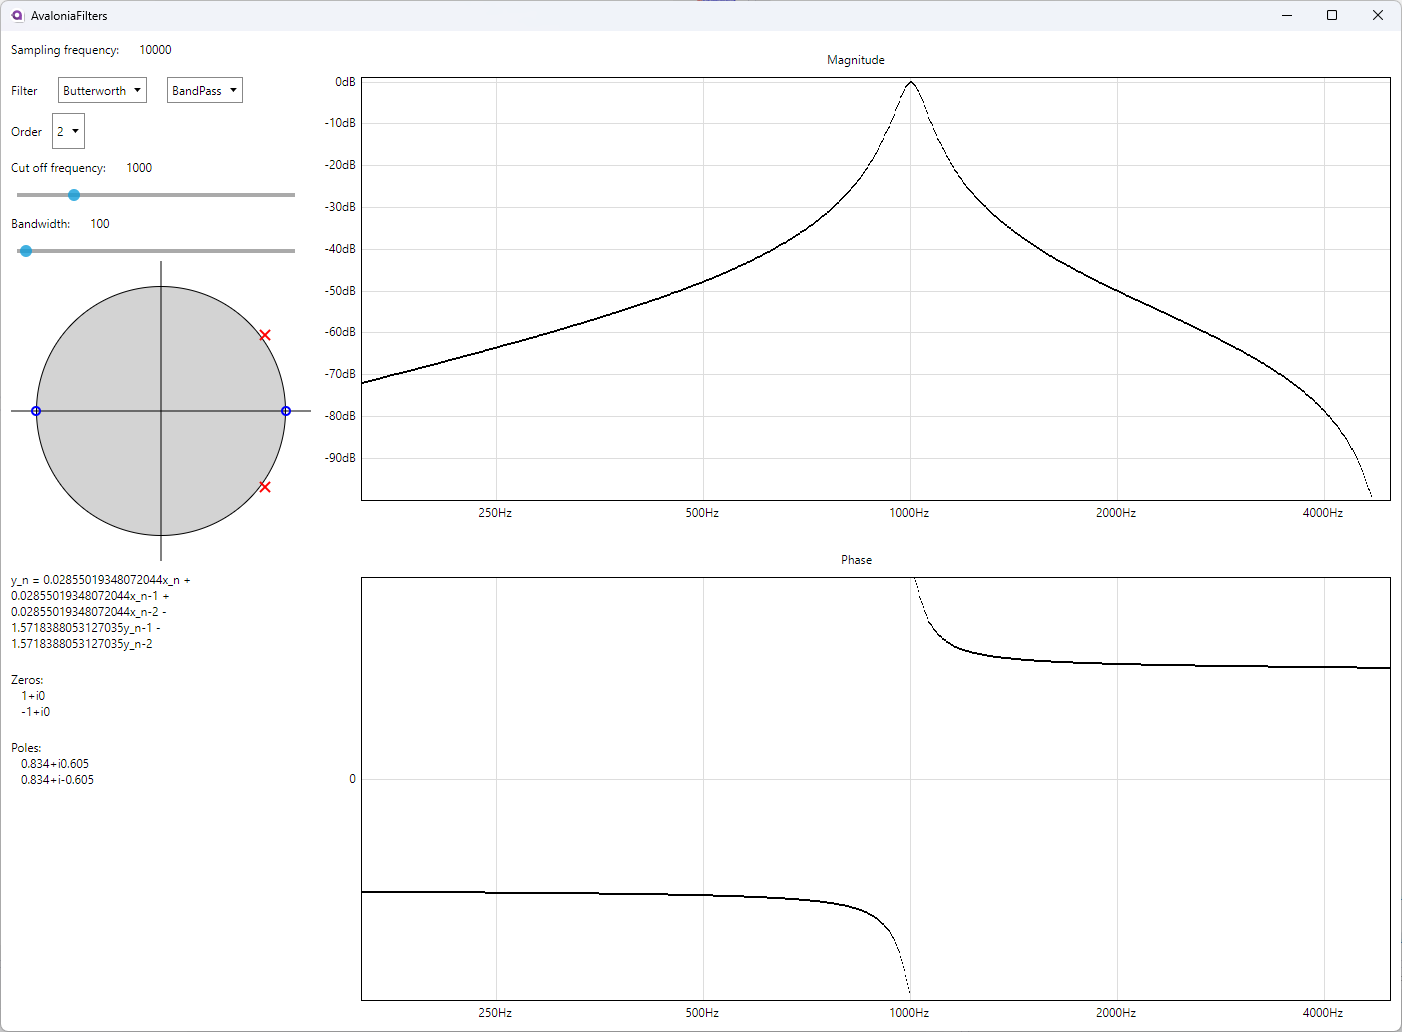 AvaloniaFilters
Sampling frequency: 10000
Filter Butterworth BandPass
Order 2
Cut off frequency: 1000
Bandwidth: 100
y_n = 0.02855019348072044x_n +
0.02855019348072044x_n-1 +
0.02855019348072044x_n-2 -
1.5718388053127035y_n-1 -
1.5718388053127035y_n-2
Zeros:
1+i0
-1+i0
Poles:
0.834+i0.605
0.834+i-0.605
Magnitude
0dB
-10dB
-20dB
-30dB
-40dB
-50dB
-60dB
-70dB
-80dB
-90dB
250Hz 500Hz 1000Hz 2000Hz 4000Hz
Phase
0
250Hz 500Hz 1000Hz 2000Hz 4000Hz